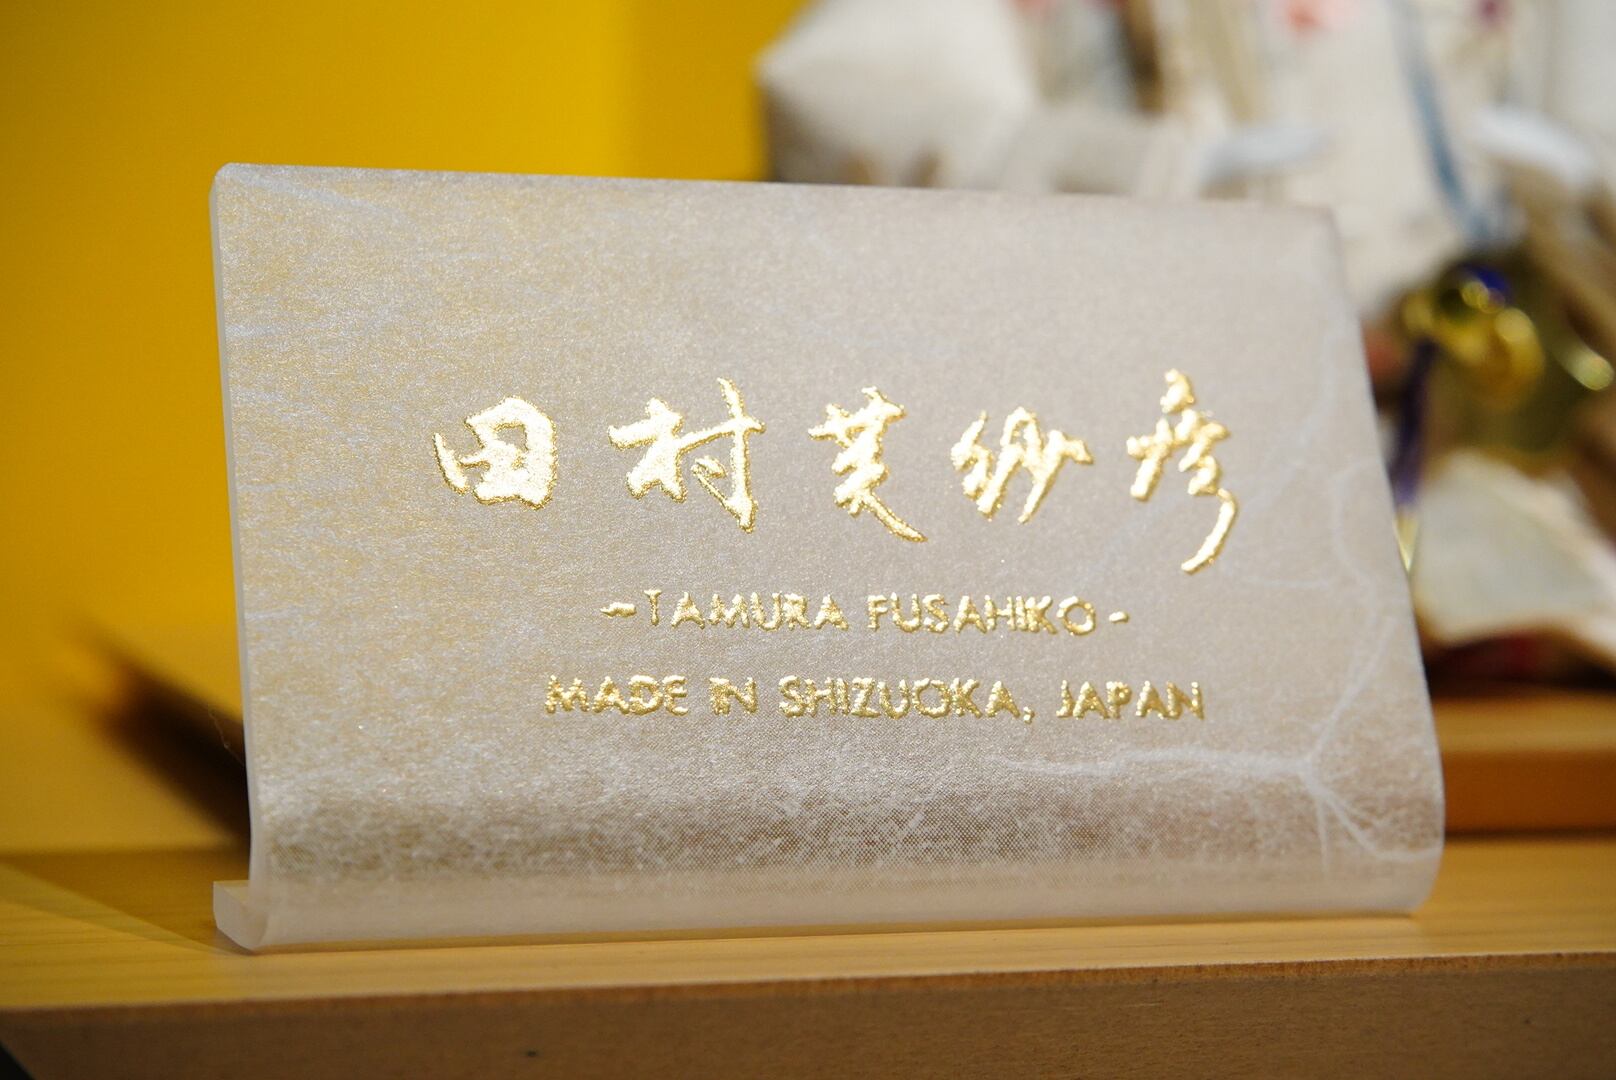 田村芙紗彦
-TAMURA FUSAHIKO-
MADE IN SHIZUOKA, JAPAN